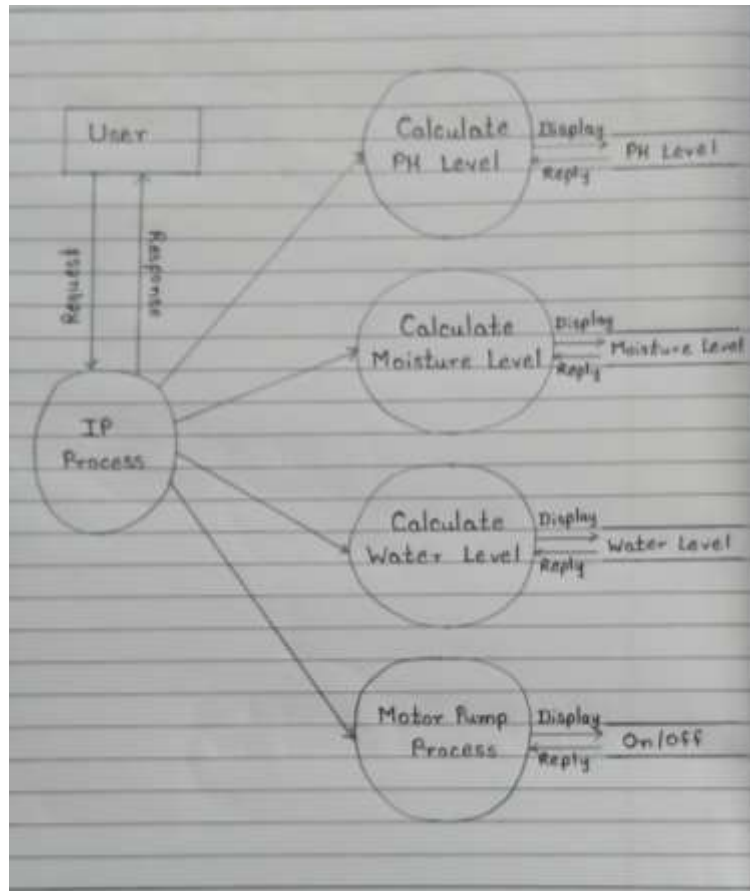 User
Request
Response
IP
Process
Calculate
PH Level
Display
Reply
PH Level
Calculate
Moisture Level
Display
Reply
Moisture Level
Calculate
Water Level
Display
Reply
Water Level
Motor Pump
Process
Display
Reply
On/Off